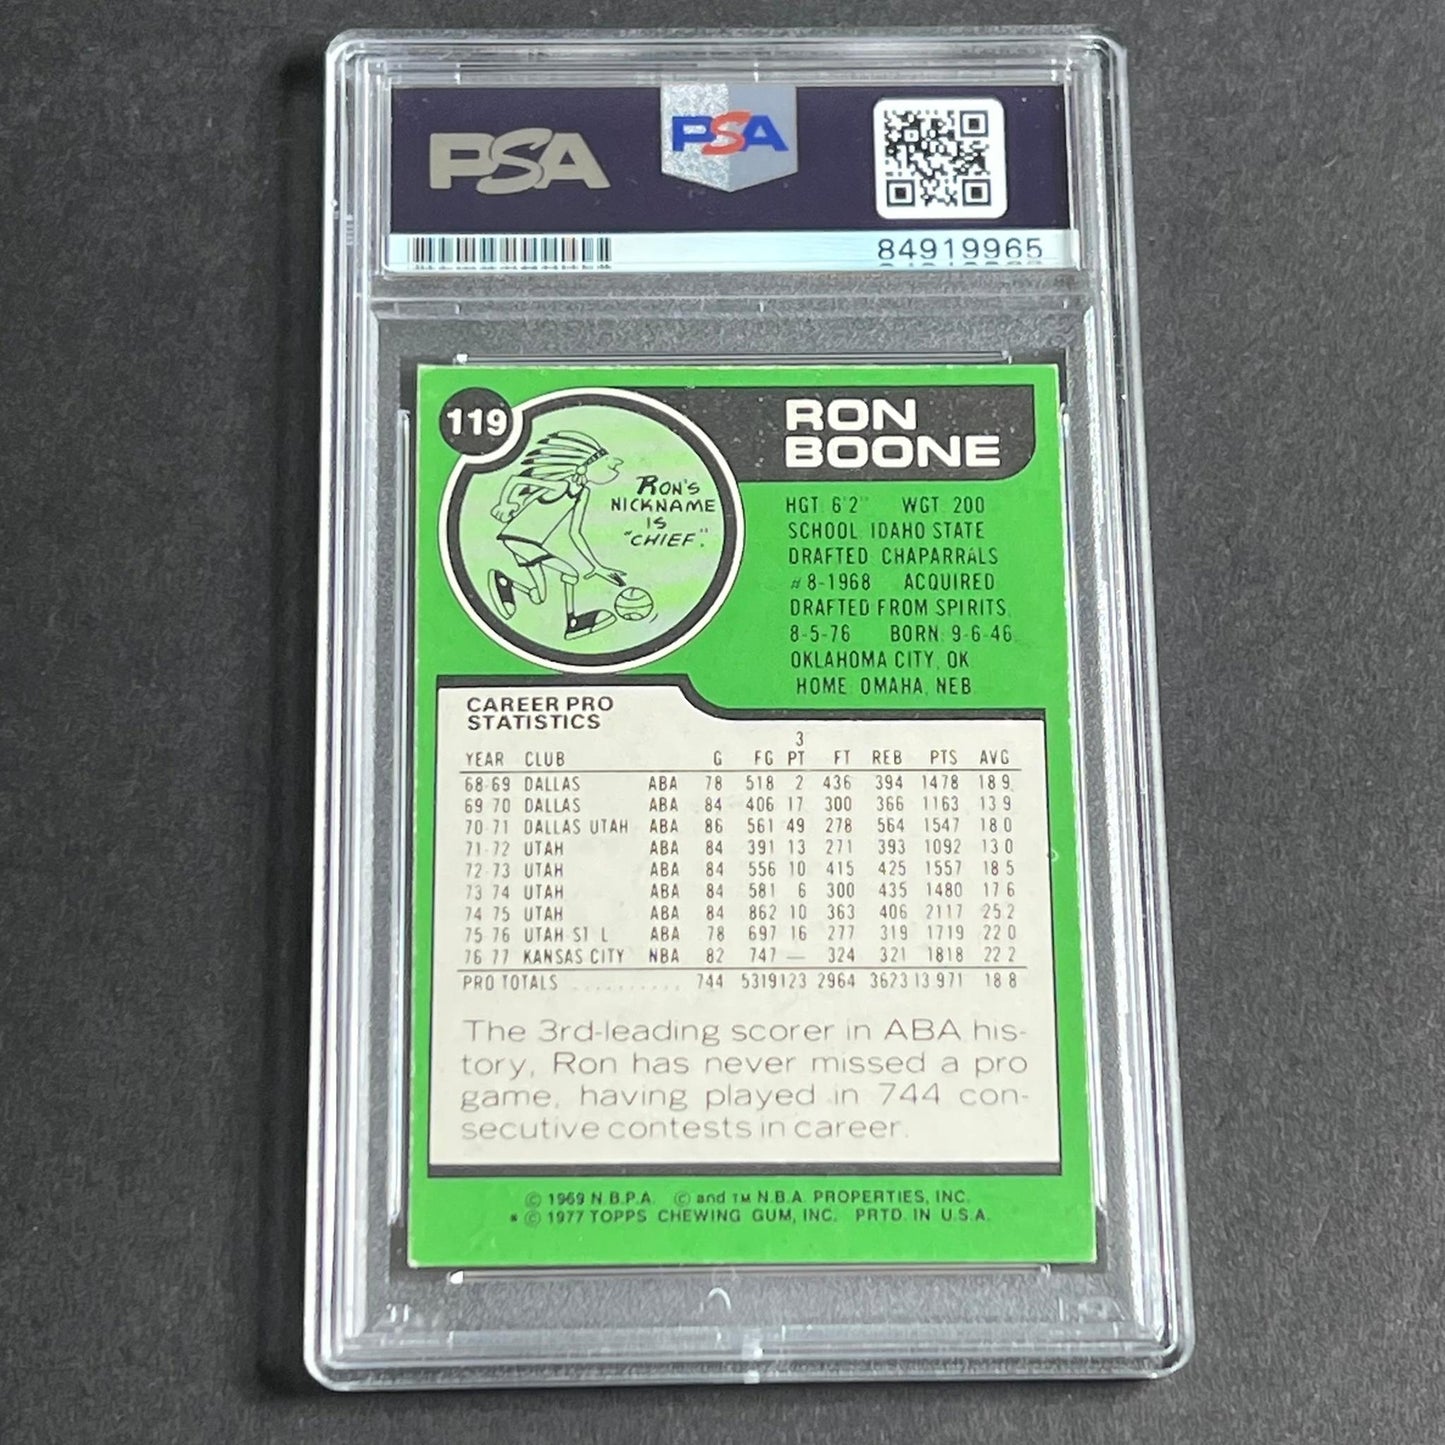 PSA
PSA
84919965
119
RON
BOONE
RON'S
NICKNAME
IS
"CHIEF."
HGT. 6'2" WGT. 200
SCHOOL: IDAHO STATE
DRAFTED: CHAPARRALS
#8-1968 ACQUIRED:
DRAFTED FROM SPIRITS,
8-5-76 BORN: 9-6-46,
OKLAHOMA CITY, OK
HOME: OMAHA, NEB.
CAREER PRO
STATISTICS
3
YEAR CLUB G FG PT FT REB PTS AVG
68-69 DALLAS ABA 78 518 2 436 394 1478 18.9
69-70 DALLAS ABA 84 406 17 300 366 1163 13.9
70-71 DALLAS UTAH ABA 86 561 49 278 564 1547 18.0
71-72 UTAH ABA 84 391 13 271 393 1092 13.0
72-73 UTAH ABA 84 556 10 415 425 1557 18.5
73-74 UTAH ABA 84 581 6 300 435 1480 17.6
74-75 UTAH ABA 84 862 10 363 406 2117 25.2
75-76 UTAH-ST. L. ABA 78 697 16 277 319 1719 22.0
76-77 KANSAS CITY NBA 82 747 — 324 321 1818 22.2
PRO TOTALS .......... 744 5319 123 2964 3623 13,971 18.8
The 3rd-leading scorer in ABA his-
tory, Ron has never missed a pro
game, having played in 744 con-
secutive contests in career.
© 1969 N.B.P.A. © and TM N.B.A. PROPERTIES, INC.
* © 1977 TOPPS CHEWING GUM, INC. PRTD. IN U.S.A.